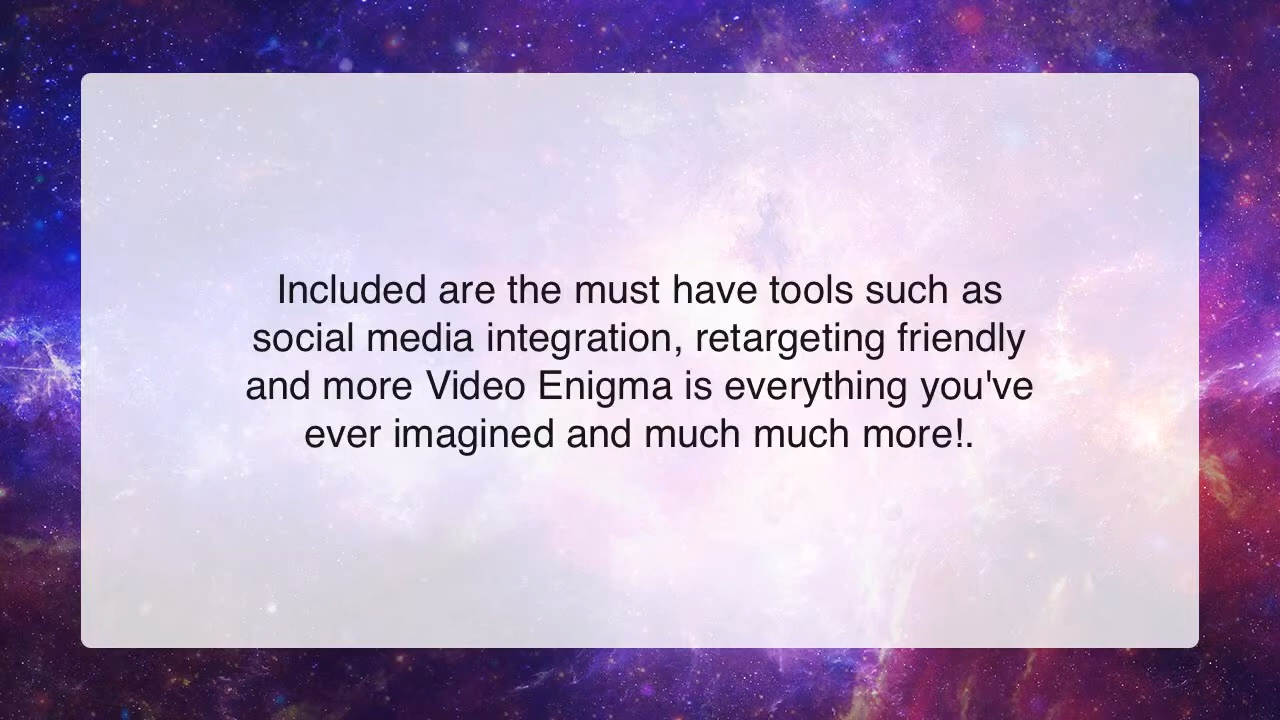 Included are the must have tools such as
social media integration, retargeting friendly
and more Video Enigma is everything you've
ever imagined and much much more!.